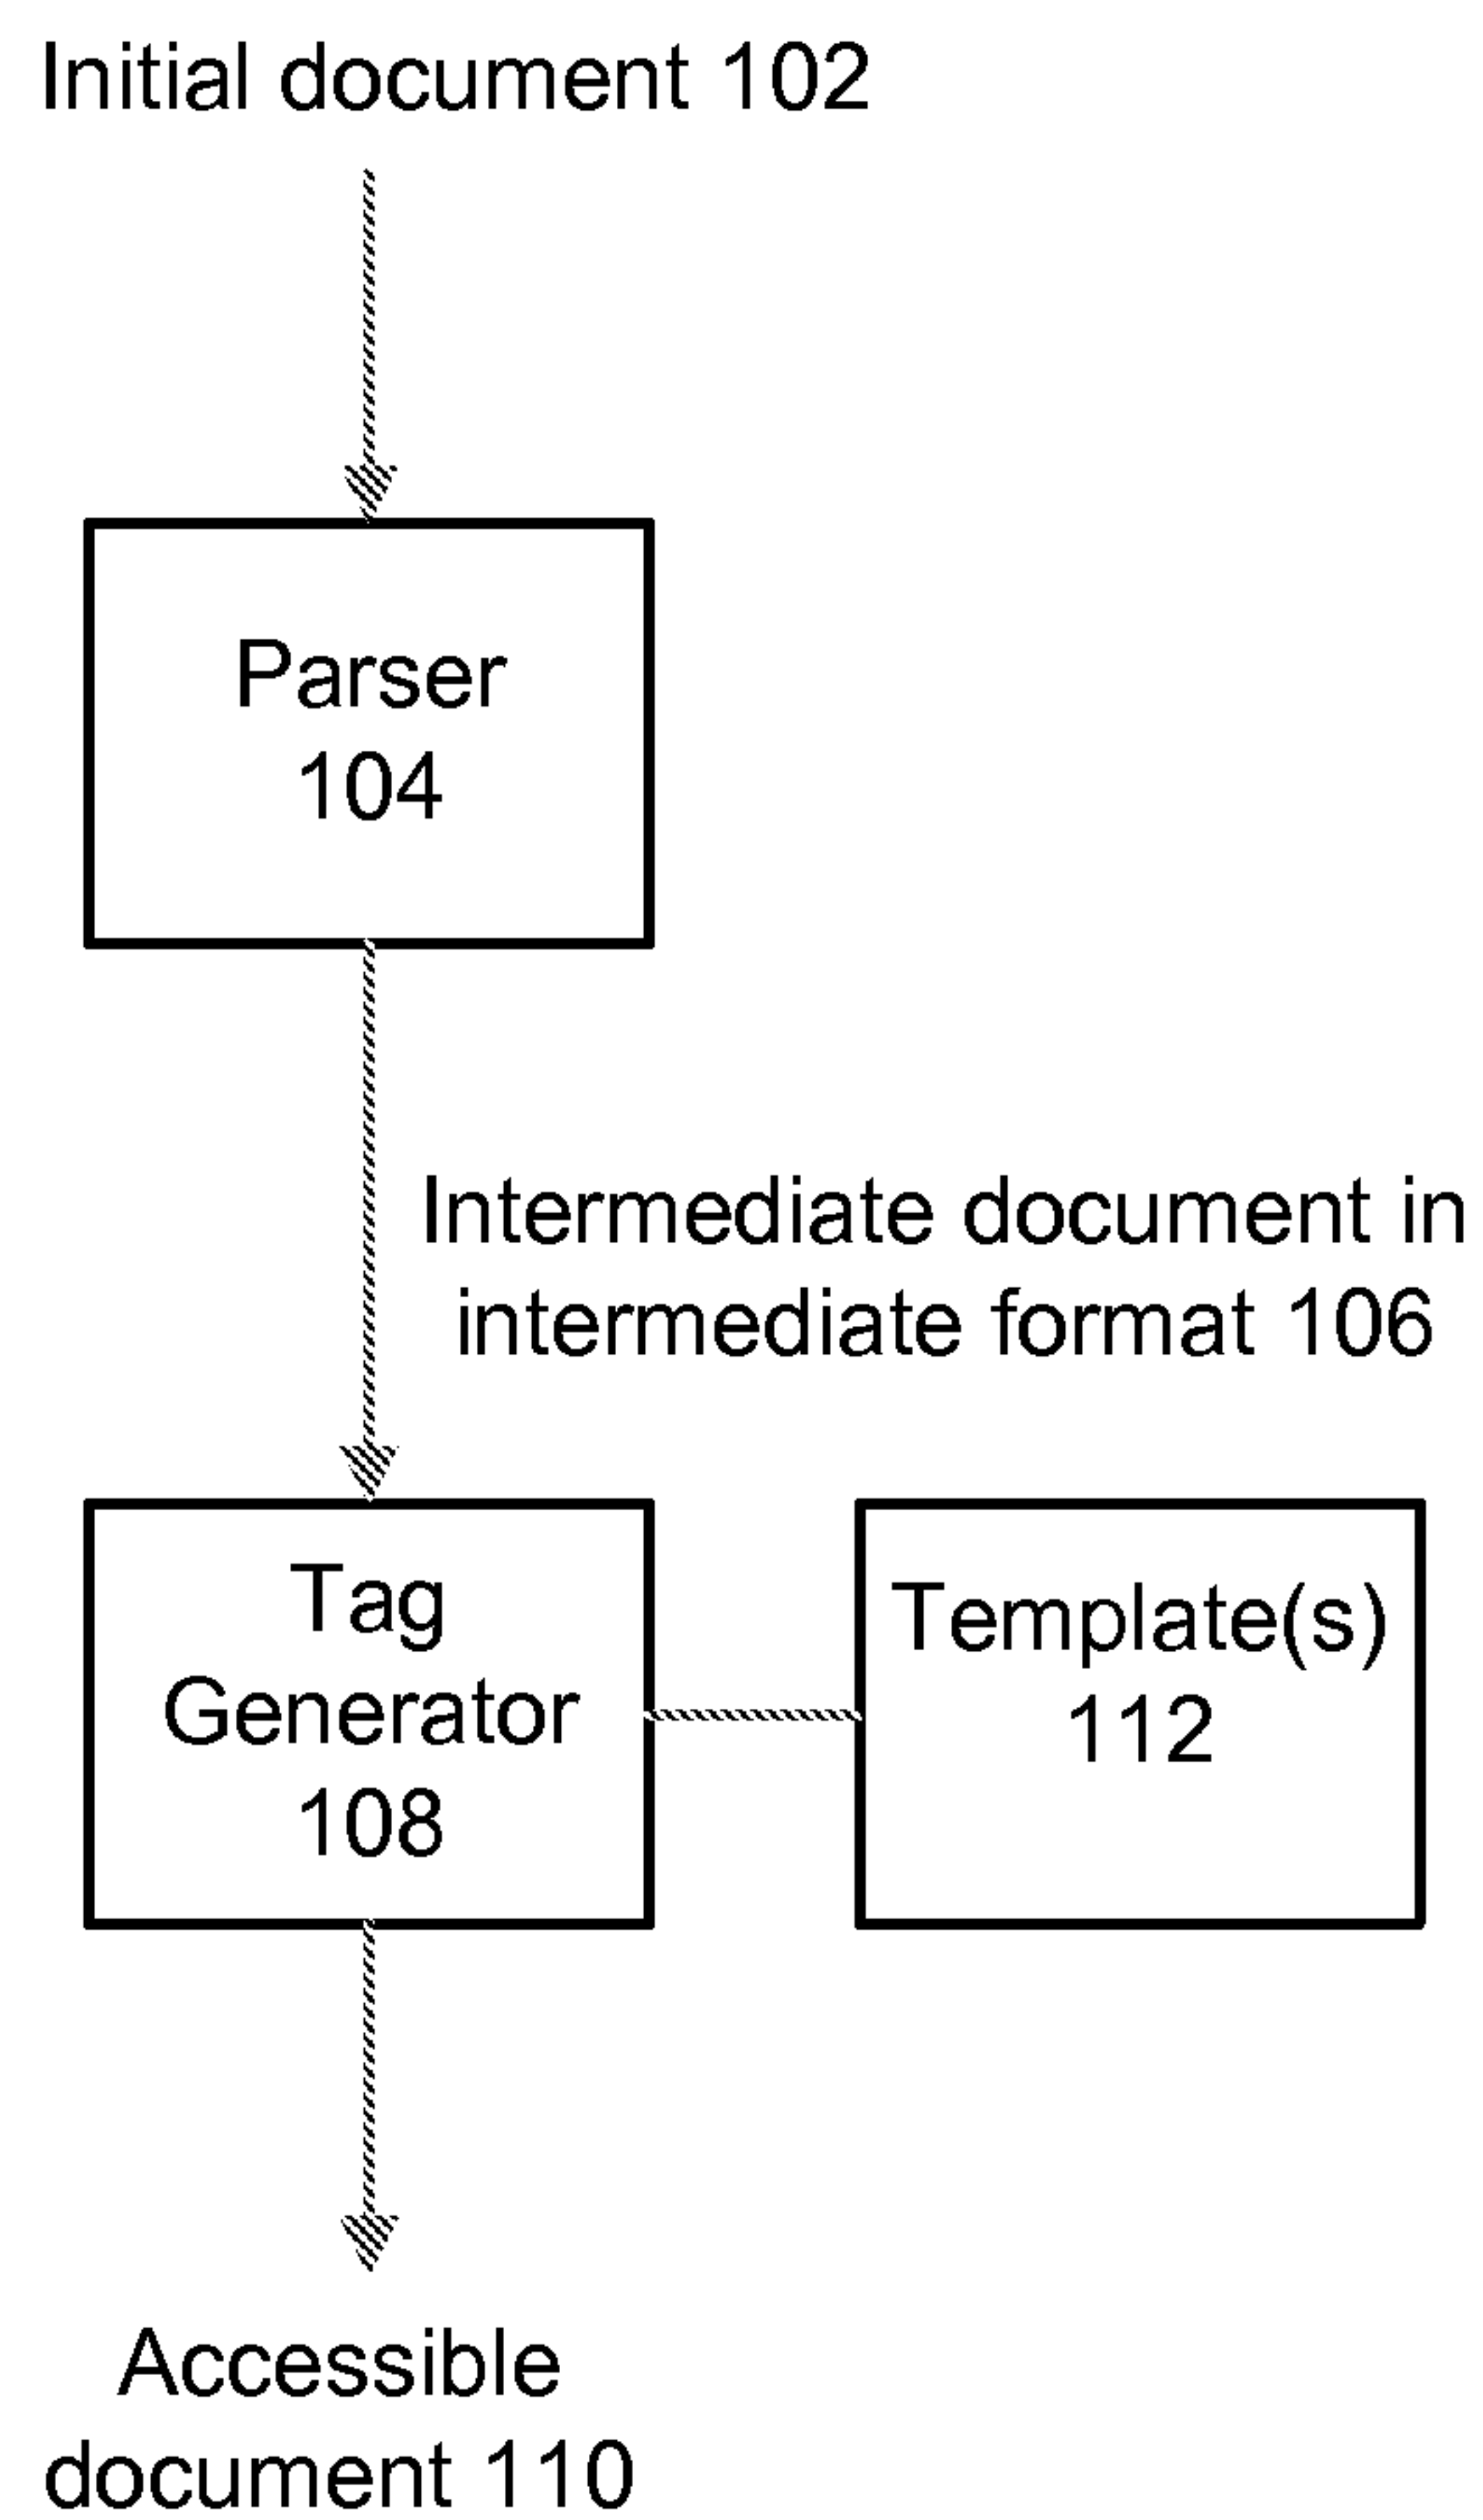 Initial document 102
Parser
104
Intermediate document in
intermediate format 106
Tag
Generator
108
Template(s)
112
Accessible
document 110